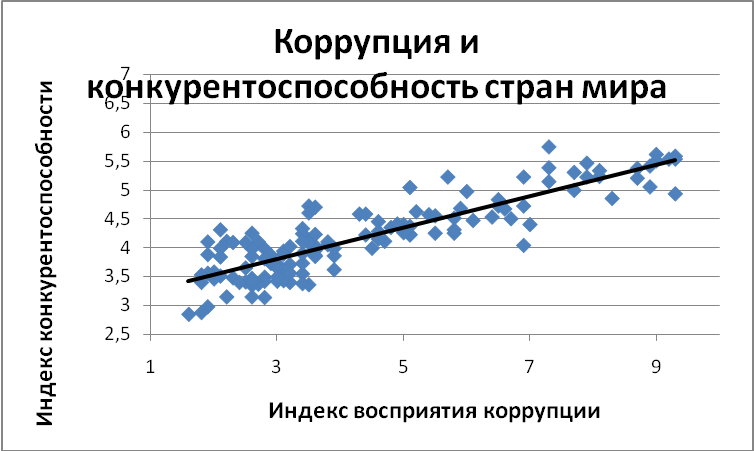 Коррупция и
конкурентоспособность стран мира
Индекс конкурентоспособности
7
6,5
6
5,5
5
4,5
4
3,5
3
2,5
1 3 5 7 9
Индекс восприятия коррупции